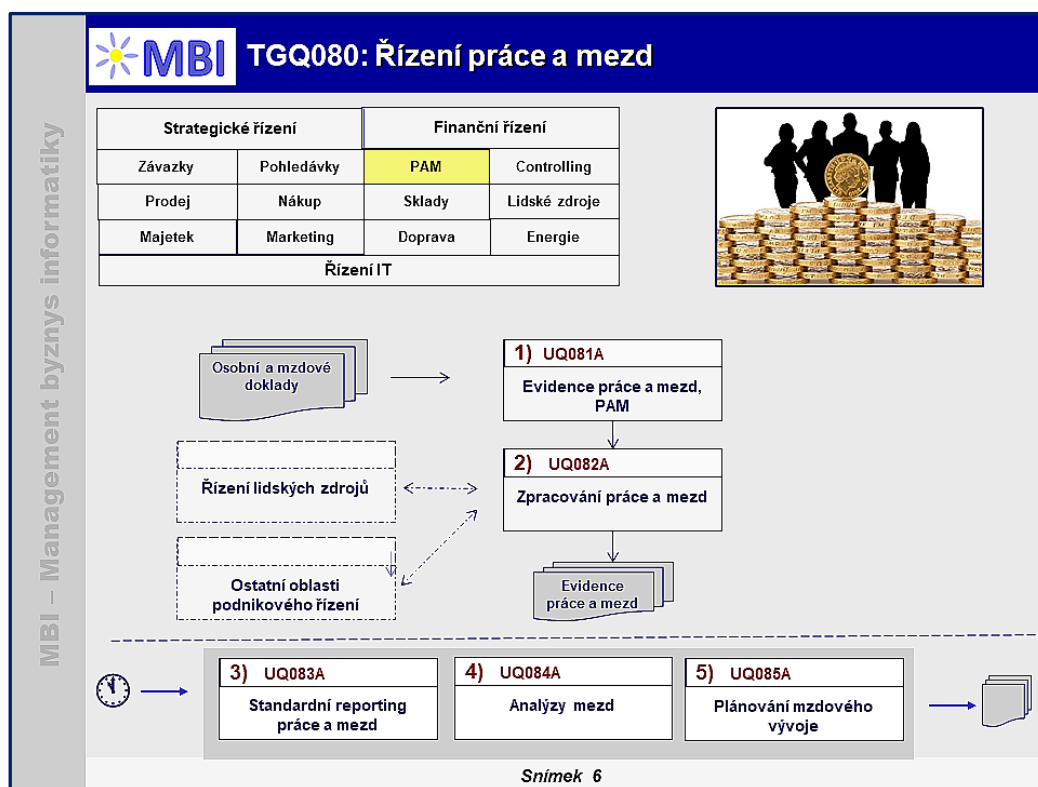 MBI – Management byznys informatiky
MBI
TGQ080: Řízení práce a mezd
Strategické řízení
Finanční řízení
Závazky
Pohledávky
PAM
Controlling
Prodej
Nákup
Sklady
Lidské zdroje
Majetek
Marketing
Doprava
Energie
Řízení IT
Osobní a mzdové
doklady
1) UQ081A
Evidence práce a mezd,
PAM
2) UQ082A
Zpracování práce a mezd
Řízení lidských zdrojů
Ostatní oblasti
podnikového řízení
Evidence
práce a mezd
3) UQ083A
Standardní reporting
práce a mezd
4) UQ084A
Analýzy mezd
5) UQ085A
Plánování mzdového
vývoje
Snímek 6